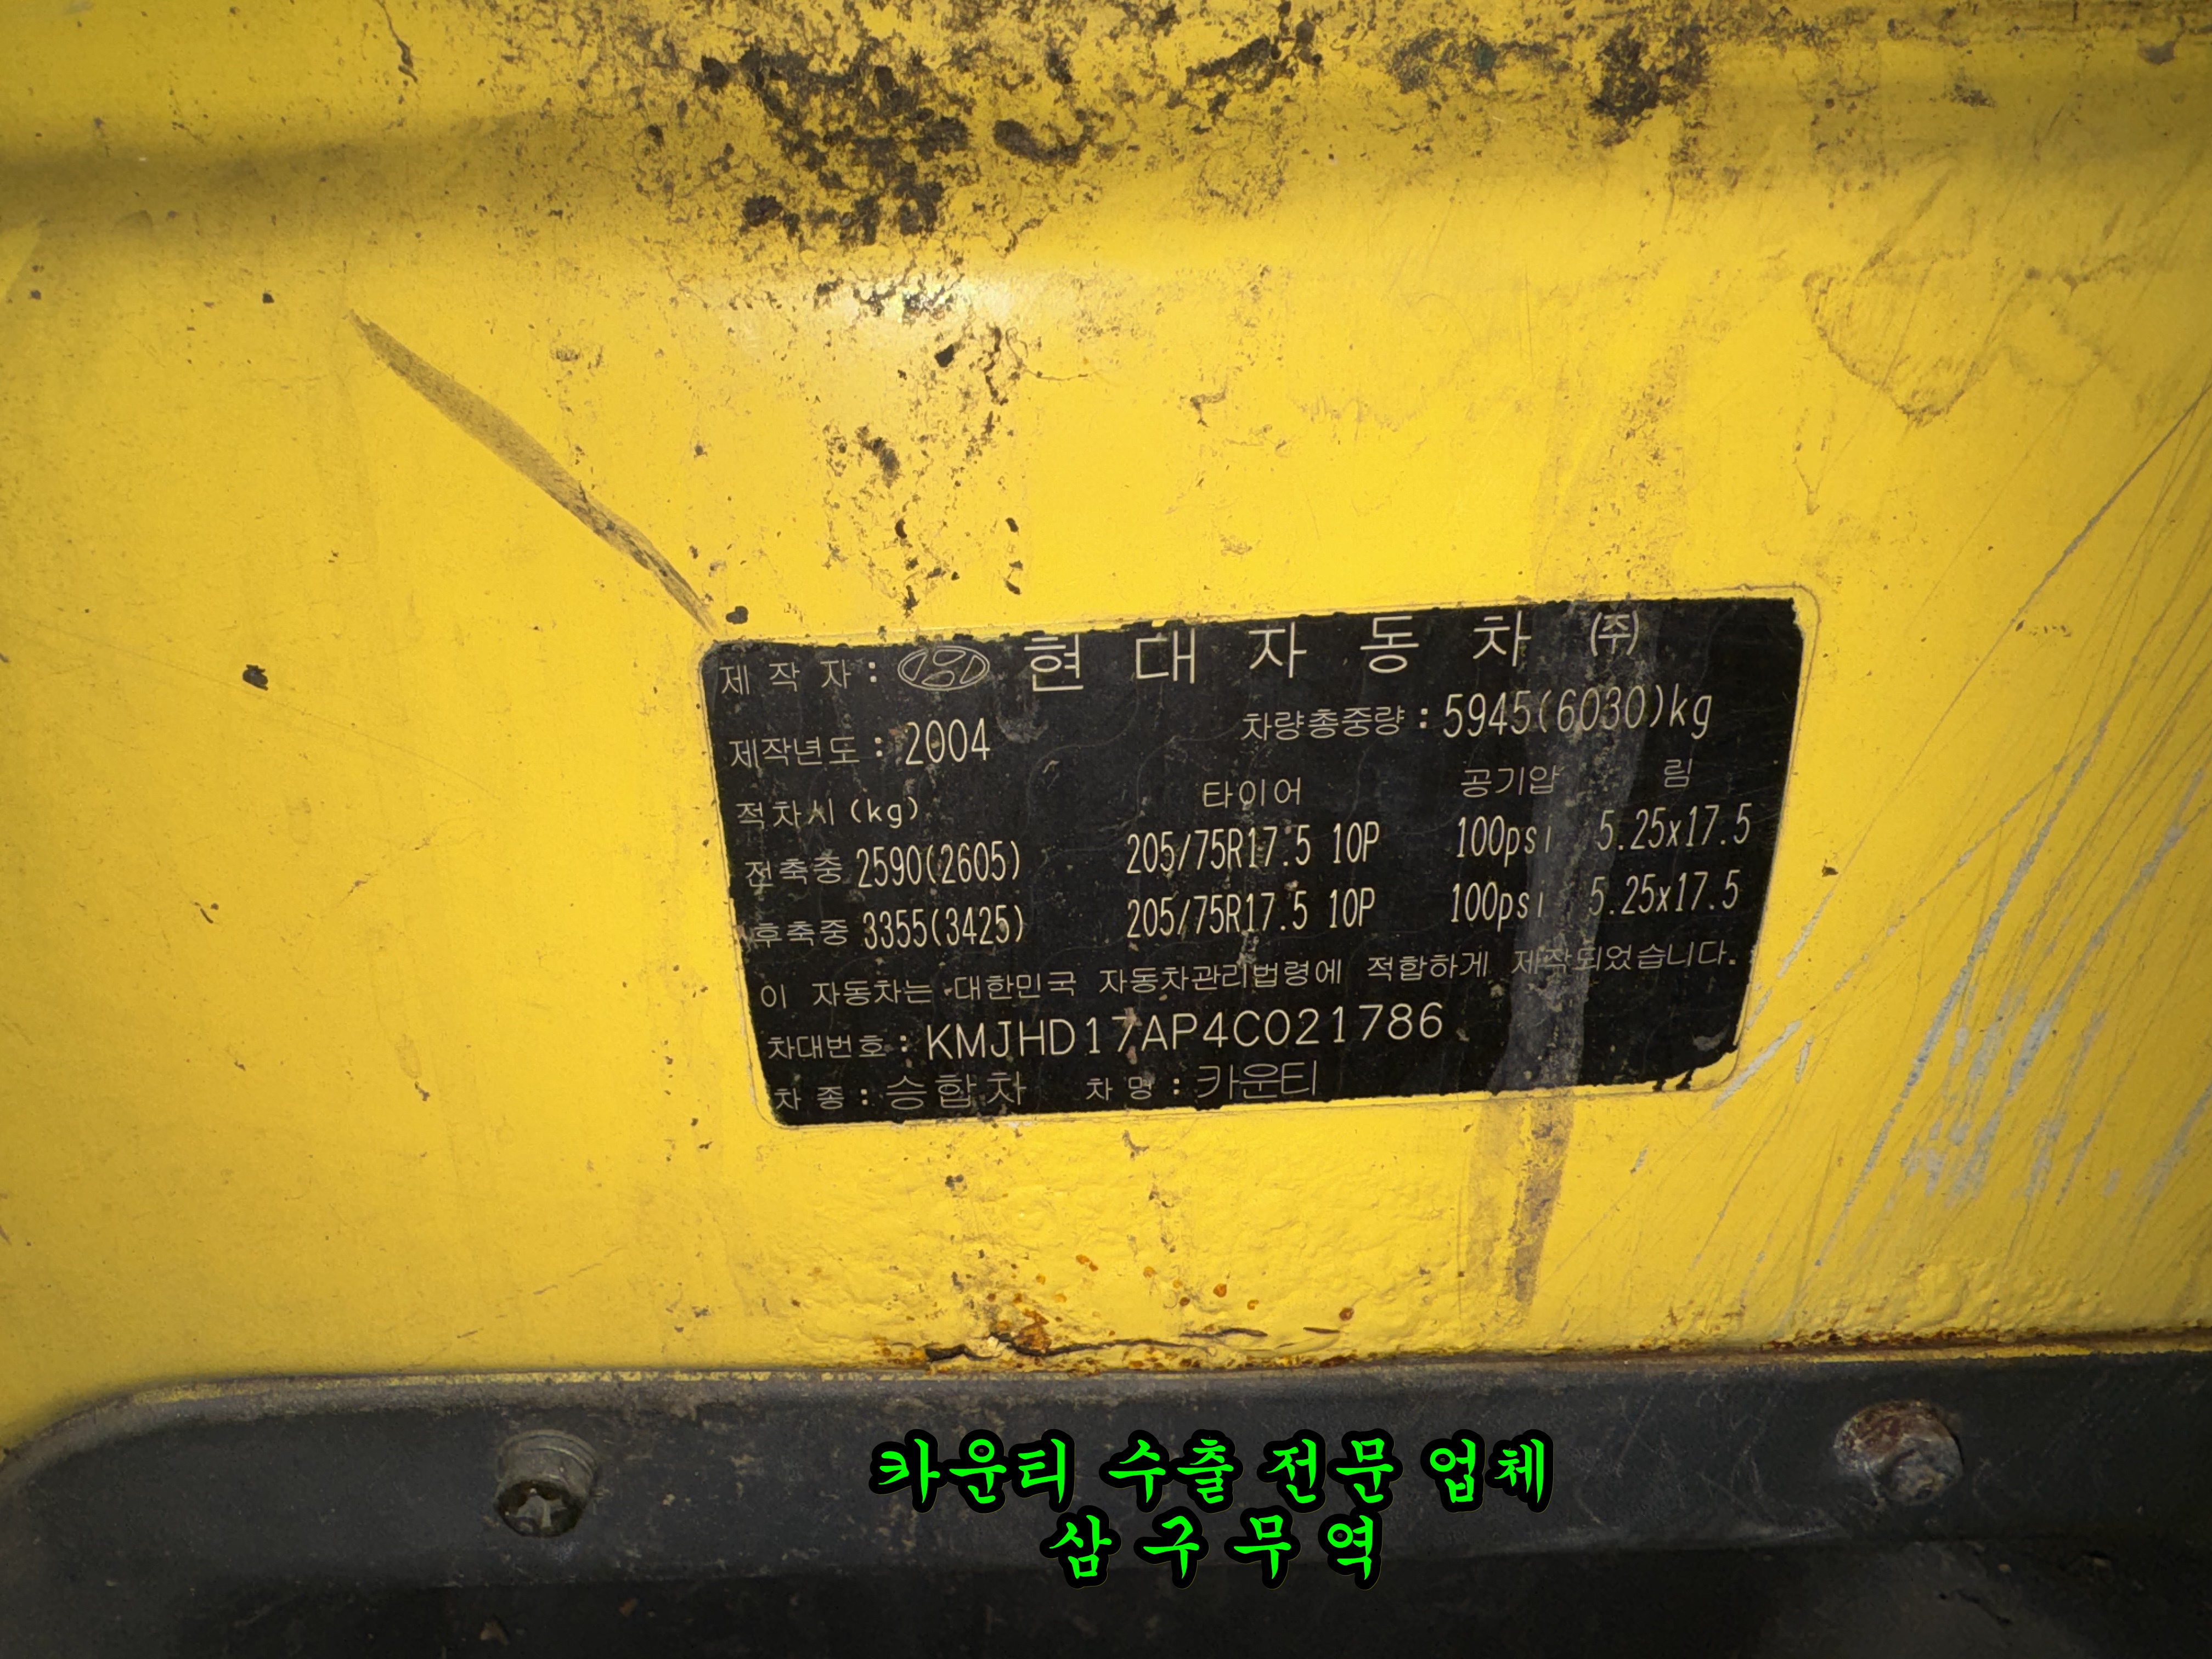 제 작 자 : 현 대 자 동 차 ㈜
제작년도 : 2004 차량총중량 : 5945(6030)kg
적차시 (kg) 타이어 공기압 림
전축중 2590(2605) 205/75R17.5 10P 100psi 5.25x17.5
후축중 3355(3425) 205/75R17.5 10P 100psi 5.25x17.5
이 자동차는 대한민국 자동차관리법령에 적합하게 제작되었습니다.
차대번호 : KMJHD17AP4C021786
차 종 : 승합차 차 명 : 카운티
카운티 수출 전문 업체
삼 구 무 역